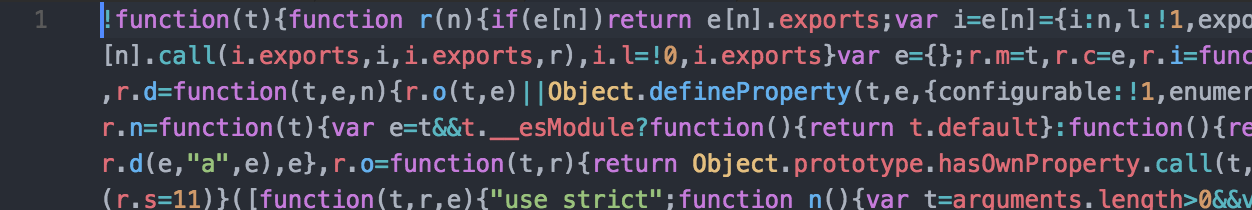 1 !function(t){function r(n){if(e[n])return e[n].exports;var i=e[n]={i:n,l:!1,expo
[n].call(i.exports,i,i.exports,r),i.l=!0,i.exports}var e={};r.m=t,r.c=e,r.i=func
,r.d=function(t,e,n){r.o(t,e)||Object.defineProperty(t,e,{configurable:!1,enumer
r.n=function(t){var e=t&&t.__esModule?function(){return t.default}:function(){re
r.d(e,"a",e),e},r.o=function(t,r){return Object.prototype.hasOwnProperty.call(t,
(r.s=11)}([function(t,r,e){"use strict";function n(){var t=arguments.length>0&&v